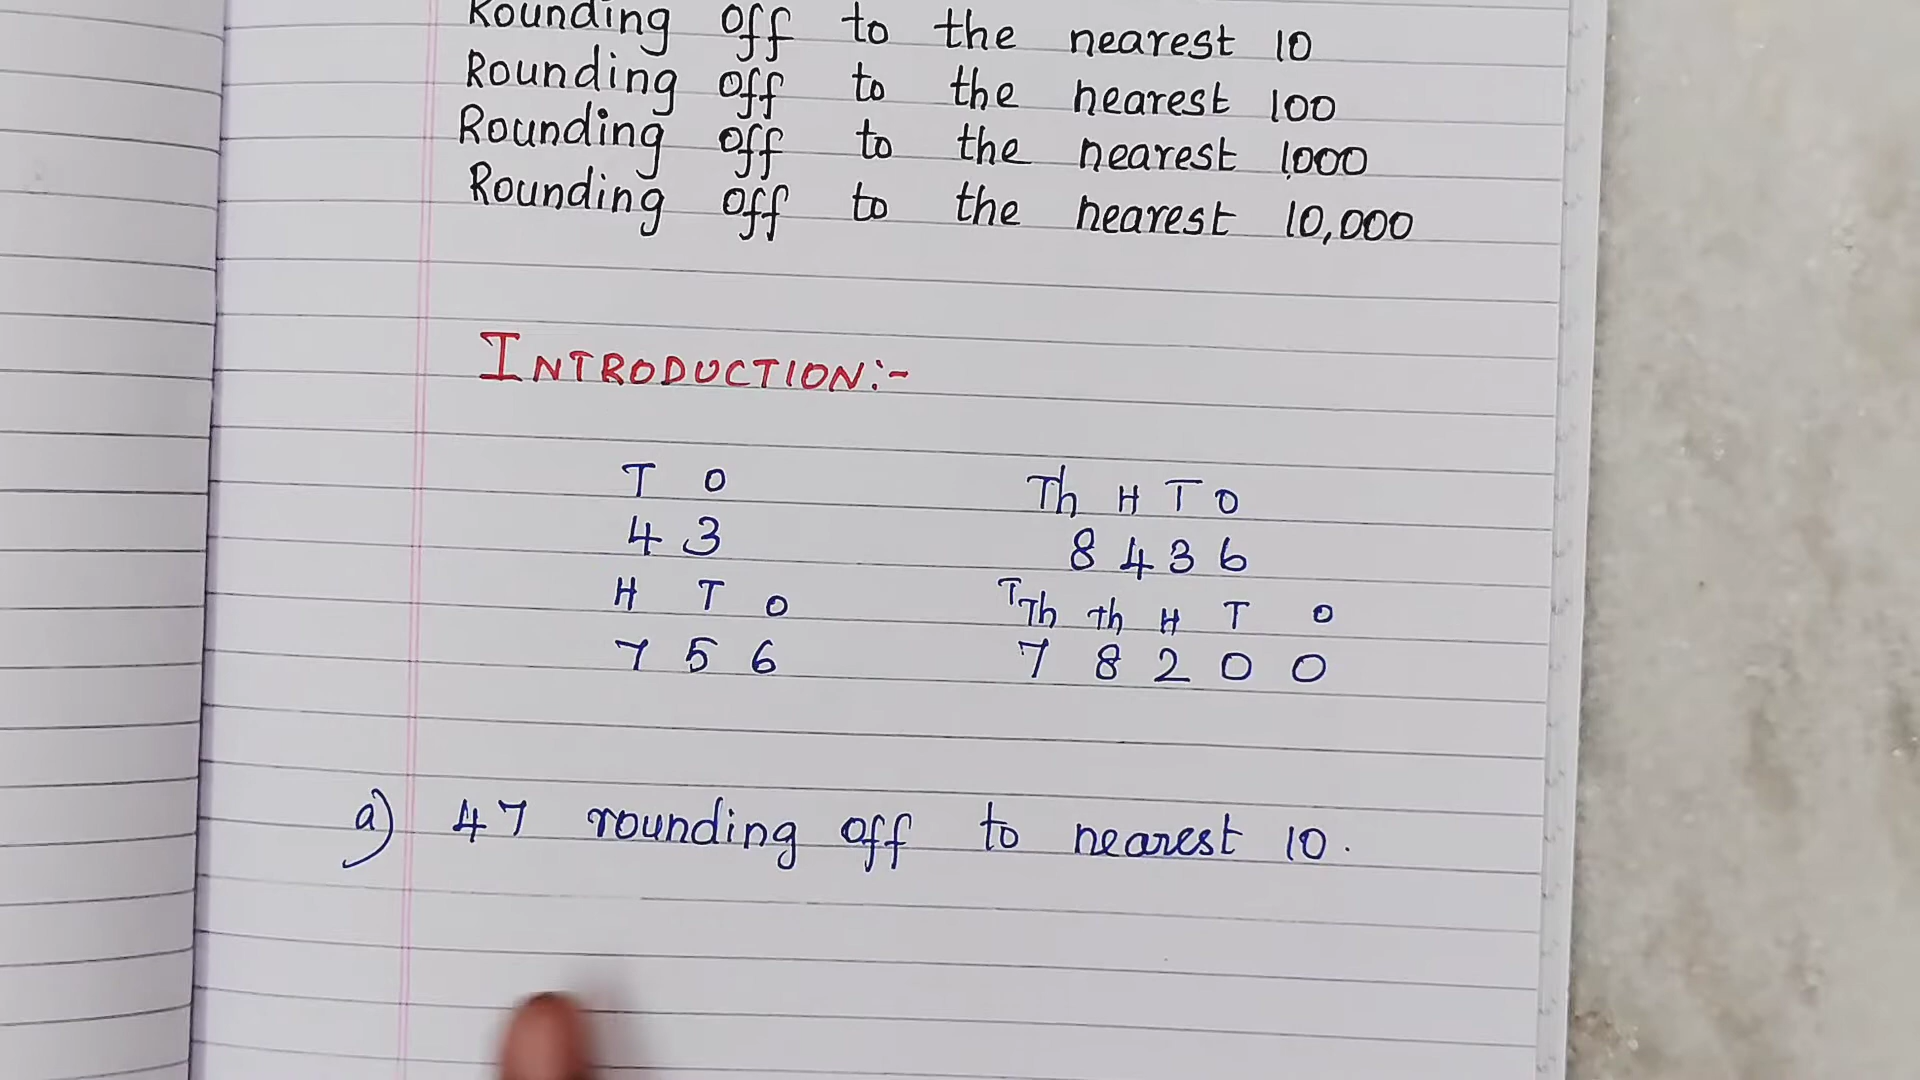 Rounding off to the nearest 10
Rounding off to the nearest 100
Rounding off to the nearest 1,000
Rounding off to the nearest 10,000
INTRODUCTION:-
T O
4 3
H T O
7 5 6
Th H T O
8 4 3 6
TTh th H T O
7 8 2 0 0
a) 47 rounding off to nearest 10.